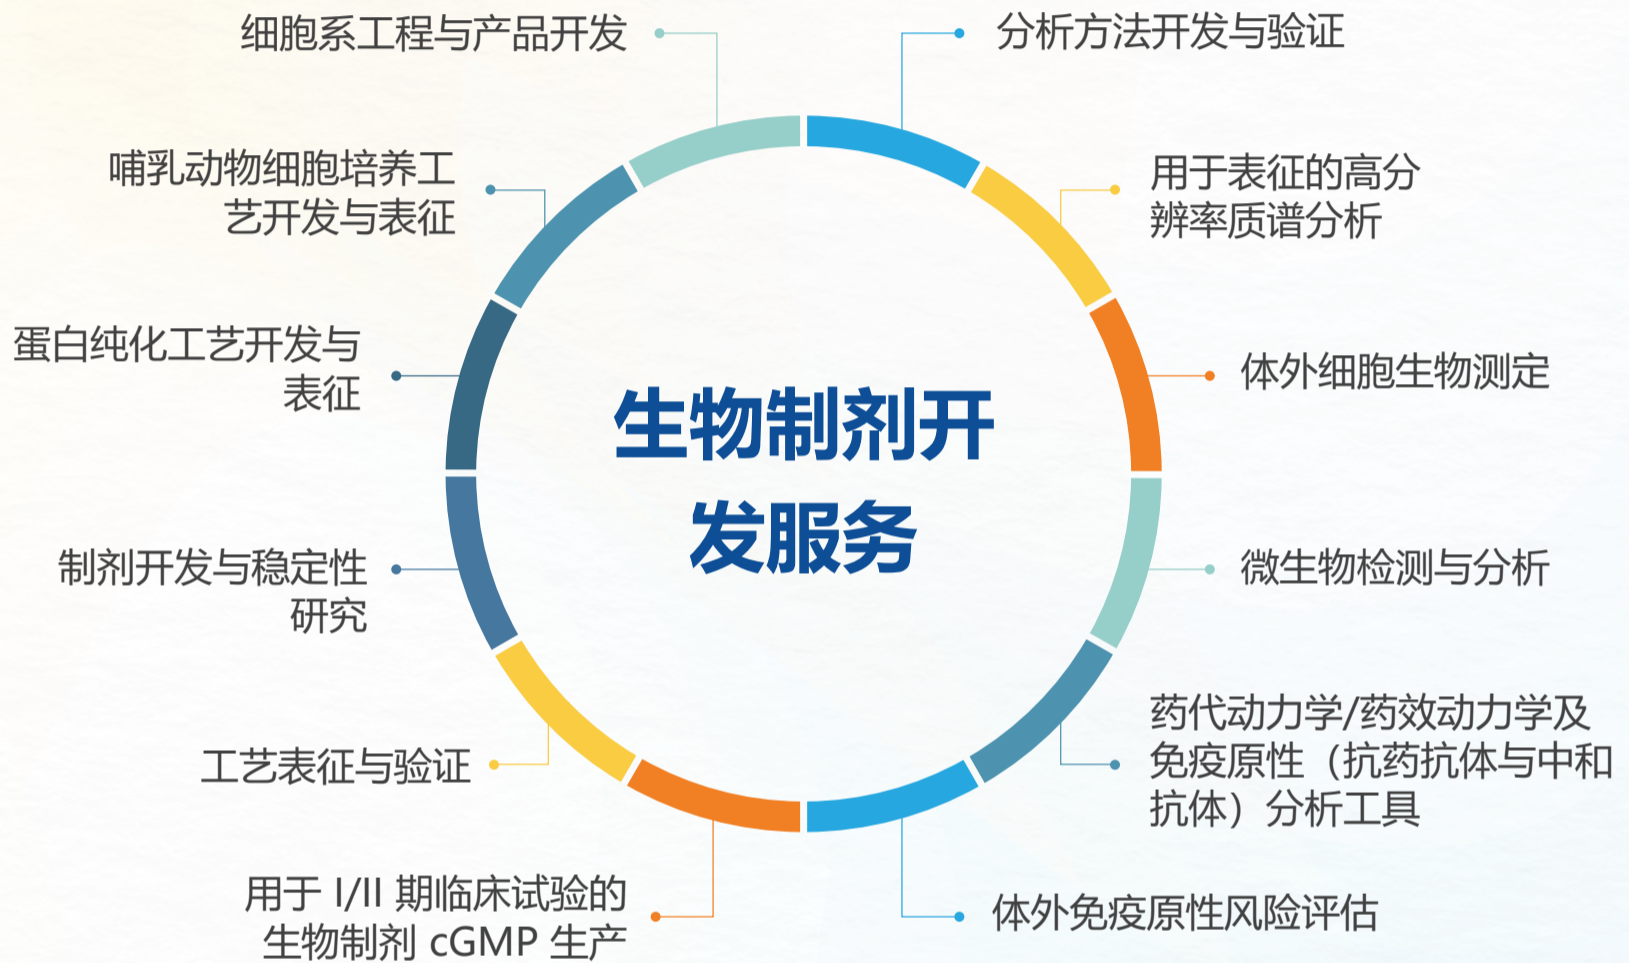 细胞系工程与产品开发
分析方法开发与验证
哺乳动物细胞培养工
艺开发与表征
用于表征的高分
辨率质谱分析
蛋白纯化工艺开发与
表征
体外细胞生物测定
生物制剂开
发服务
制剂开发与稳定性
研究
微生物检测与分析
工艺表征与验证
药代动力学/药效动力学及
免疫原性（抗药抗体与中和
抗体）分析工具
用于 I/II 期临床试验的
生物制剂 cGMP 生产
体外免疫原性风险评估